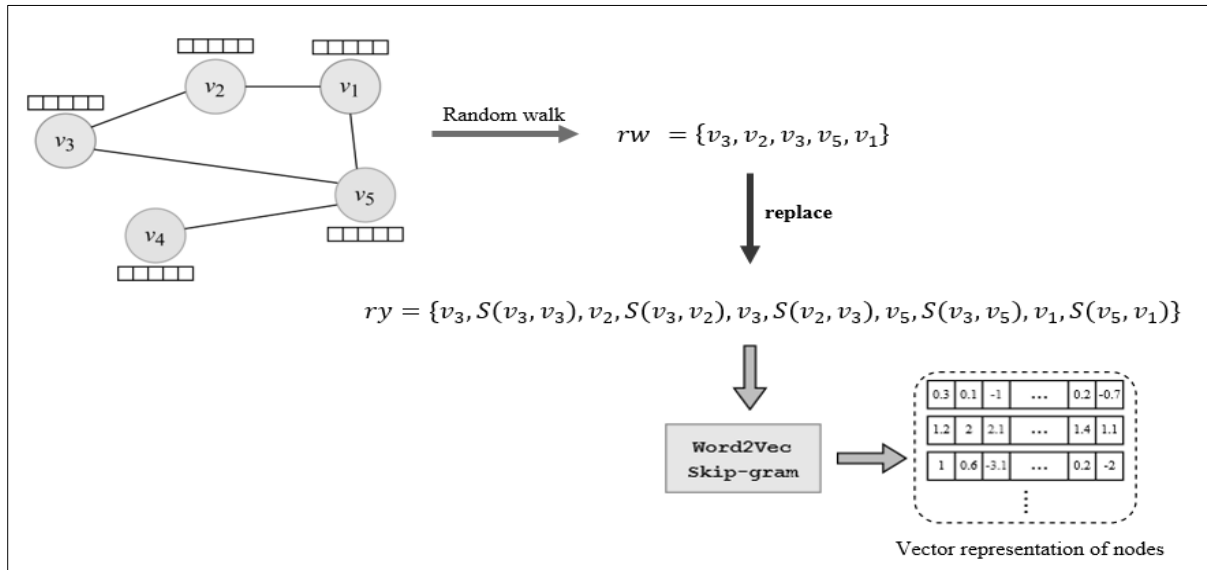 v₂
v₁
v₃
v₅
v₄
Random walk
rw = {v₃, v₂, v₃, v₅, v₁}
replace
ry = {v₃, S(v₃, v₃), v₂, S(v₃, v₂), v₃, S(v₂, v₃), v₅, S(v₃, v₅), v₁, S(v₅, v₁)}
Word2Vec
Skip-gram
0.3 0.1 -1 ... 0.2 -0.7
1.2 2 2.1 ... 1.4 1.1
1 0.6 -3.1 ... 0.2 -2
⋮
Vector representation of nodes